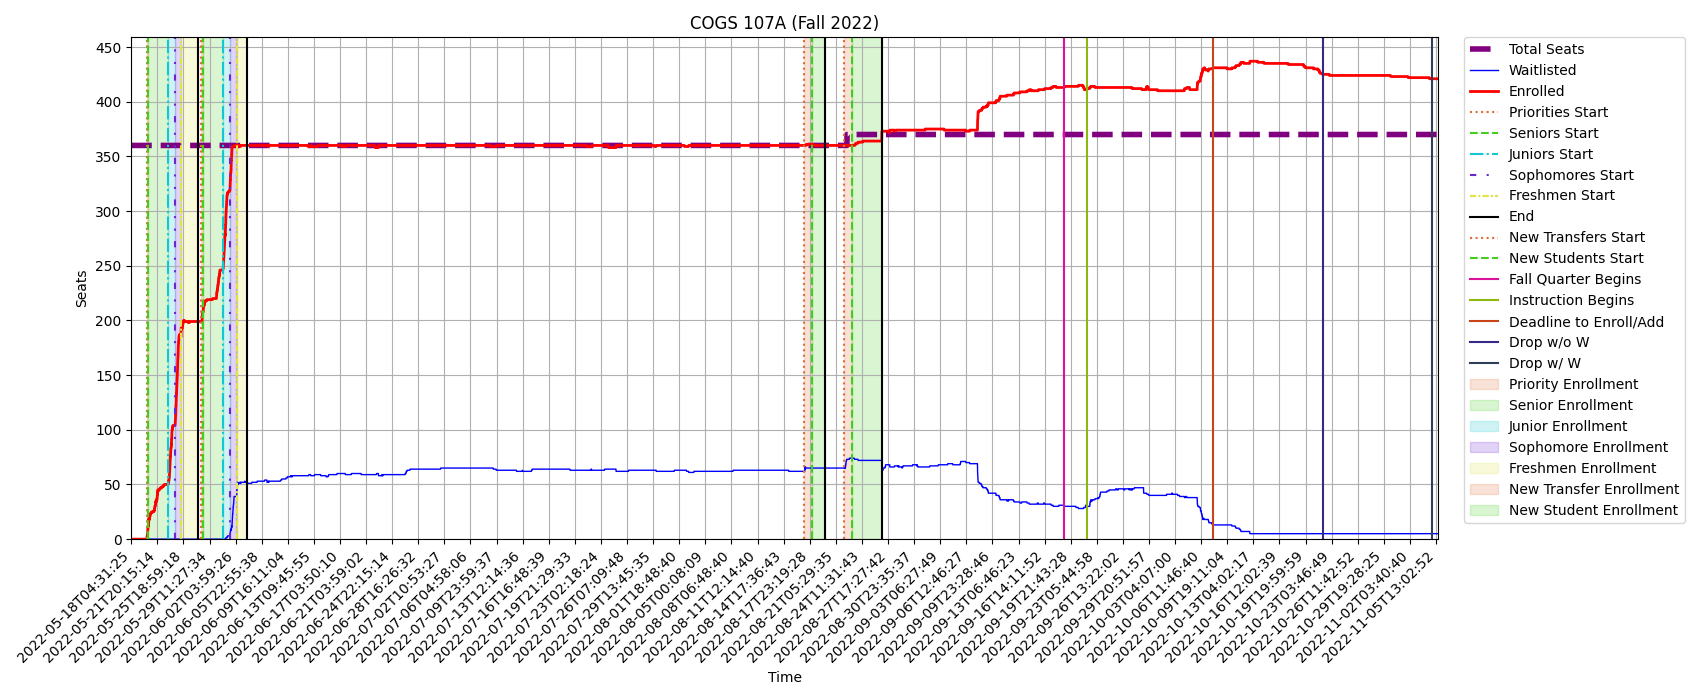 COGS 107A (Fall 2022)
Seats
450
400
350
300
250
200
150
100
50
0
2022-05-18T04:31:25
2022-05-21T20:15:14
2022-05-25T18:59:18
2022-05-29T11:27:34
2022-06-02T03:59:26
2022-06-05T22:55:38
2022-06-09T16:11:04
2022-06-13T09:45:55
2022-06-17T03:50:10
2022-06-21T03:59:02
2022-06-24T22:15:14
2022-06-28T16:26:32
2022-07-02T10:53:27
2022-07-06T04:58:06
2022-07-09T23:59:37
2022-07-13T12:14:36
2022-07-16T16:48:39
2022-07-19T21:29:33
2022-07-23T02:18:24
2022-07-26T07:09:48
2022-07-29T13:45:35
2022-08-01T18:48:40
2022-08-05T00:08:09
2022-08-08T06:48:40
2022-08-11T12:14:40
2022-08-14T17:36:43
2022-08-17T23:19:28
2022-08-21T05:29:35
2022-08-24T11:31:43
2022-08-27T17:27:42
2022-08-30T23:35:37
2022-09-03T06:27:49
2022-09-06T12:46:27
2022-09-09T23:28:46
2022-09-13T06:46:23
2022-09-16T14:11:52
2022-09-19T21:43:28
2022-09-23T05:44:58
2022-09-26T13:22:02
2022-09-29T20:51:57
2022-10-03T04:07:00
2022-10-06T11:46:40
2022-10-09T19:11:04
2022-10-13T04:02:17
2022-10-16T12:02:39
2022-10-19T19:59:59
2022-10-23T03:46:49
2022-10-26T11:42:52
2022-10-29T19:28:25
2022-11-02T03:40:40
2022-11-05T13:02:52
Time
Total Seats
Waitlisted
Enrolled
Priorities Start
Seniors Start
Juniors Start
Sophomores Start
Freshmen Start
End
New Transfers Start
New Students Start
Fall Quarter Begins
Instruction Begins
Deadline to Enroll/Add
Drop w/o W
Drop w/ W
Priority Enrollment
Senior Enrollment
Junior Enrollment
Sophomore Enrollment
Freshmen Enrollment
New Transfer Enrollment
New Student Enrollment